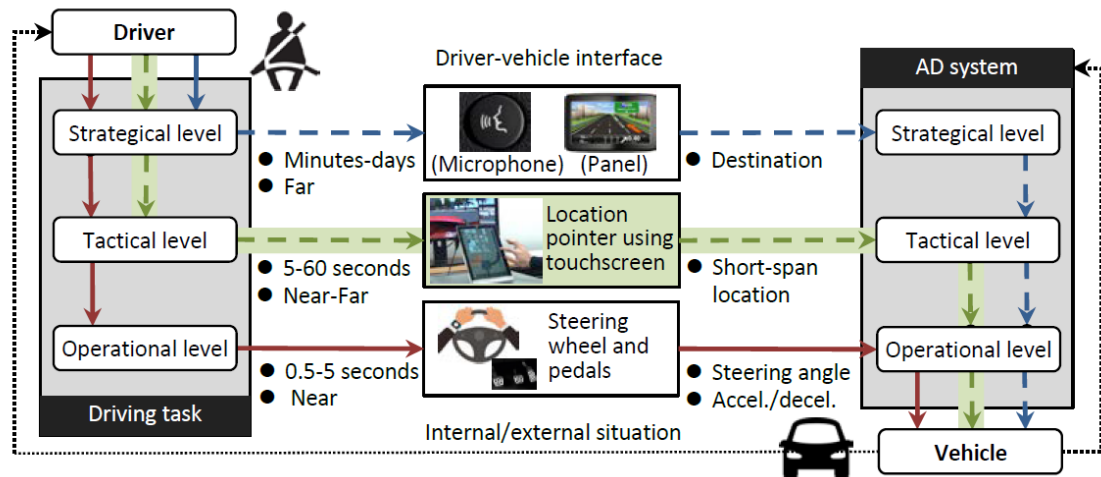 Driver
Driver-vehicle interface
AD system
Strategical level
(Microphone)
(Panel)
Strategical level
Minutes-days
Far
Destination
Tactical level
Location
pointer using
touchscreen
Tactical level
5-60 seconds
Near-Far
Short-span
location
Operational level
Steering
wheel and
pedals
Operational level
0.5-5 seconds
Near
Steering angle
Accel./decel.
Driving task
Internal/external situation
Vehicle